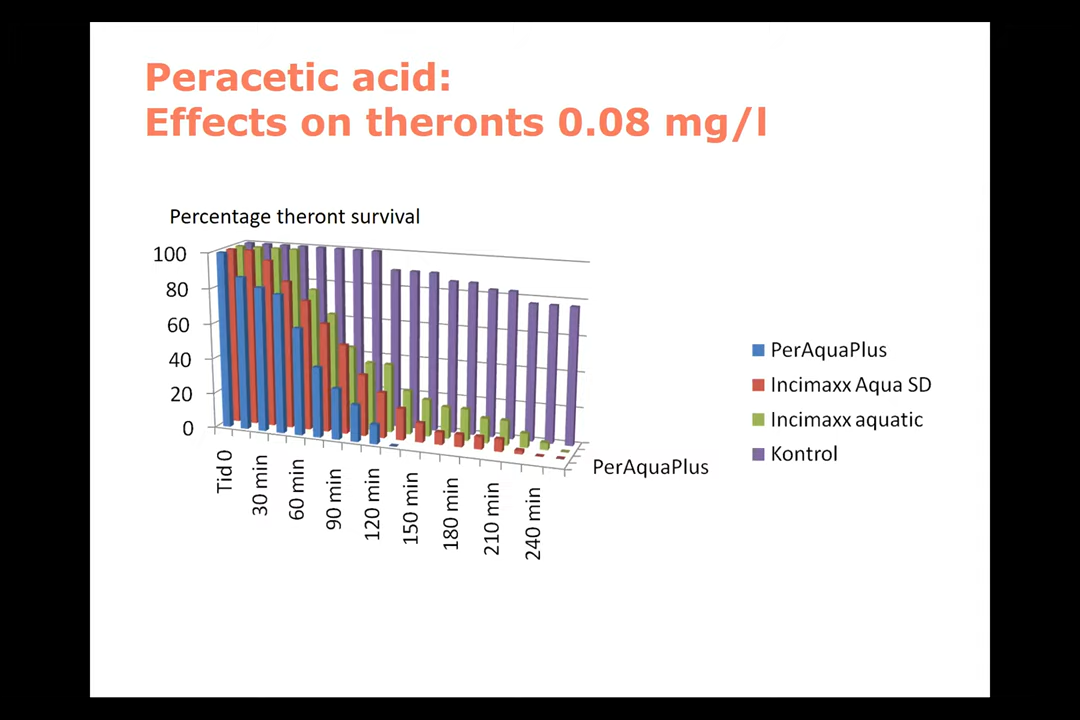 Peracetic acid:
Effects on theronts 0.08 mg/l
Percentage theront survival
100
80
60
40
20
0
Tid 0
30 min
60 min
90 min
120 min
150 min
180 min
210 min
240 min
PerAquaPlus
PerAquaPlus
Incimaxx Aqua SD
Incimaxx aquatic
Kontrol